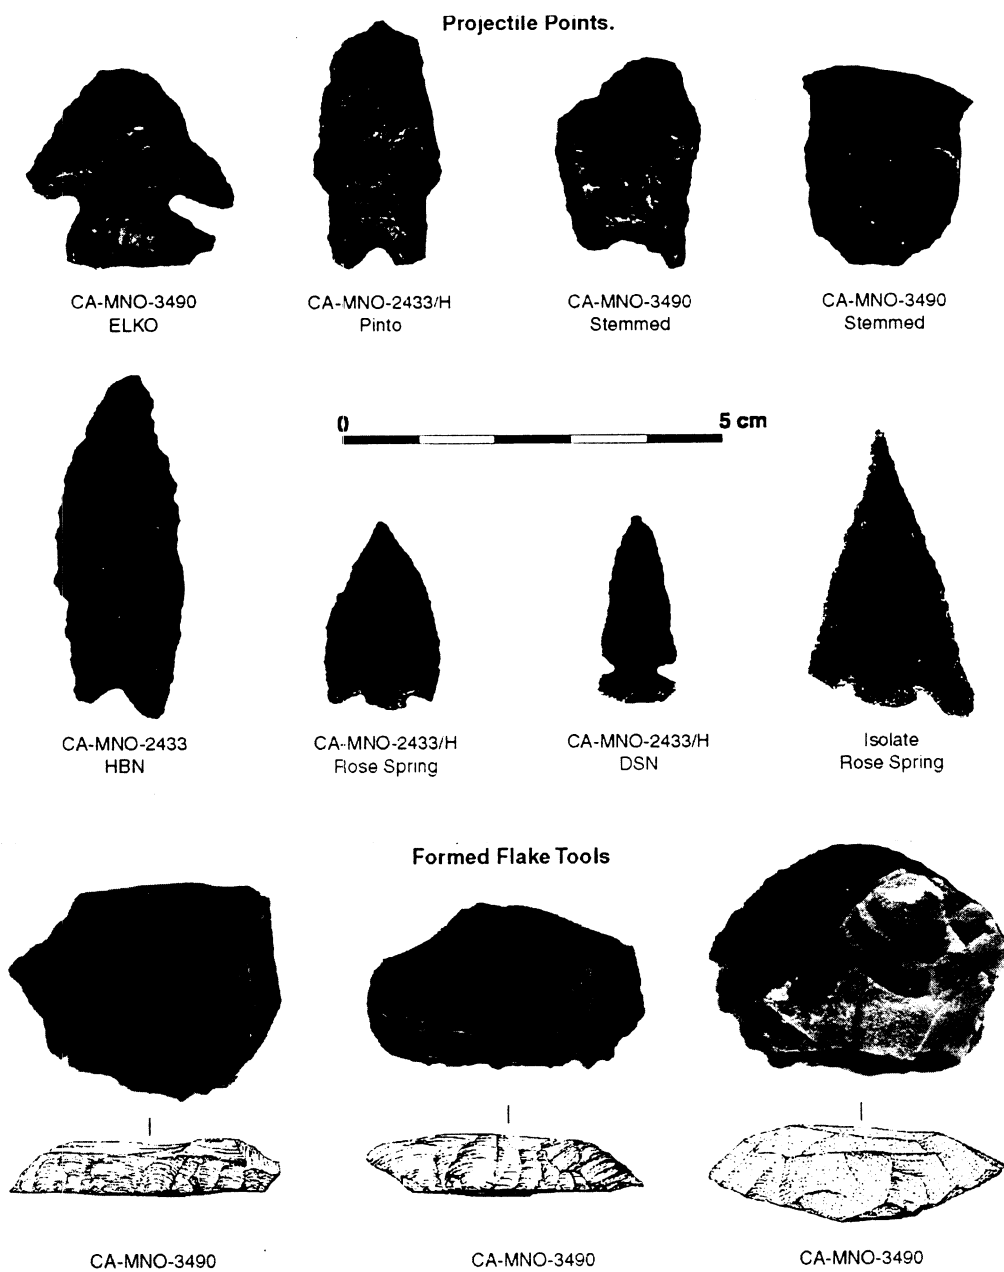 Projectile Points.
CA-MNO-3490
ELKO
CA-MNO-2433/H
Pinto
CA-MNO-3490
Stemmed
CA-MNO-3490
Stemmed
0 5 cm
CA-MNO-2433
HBN
CA-MNO-2433/H
Rose Spring
CA-MNO-2433/H
DSN
Isolate
Rose Spring
Formed Flake Tools
CA-MNO-3490
CA-MNO-3490
CA-MNO-3490